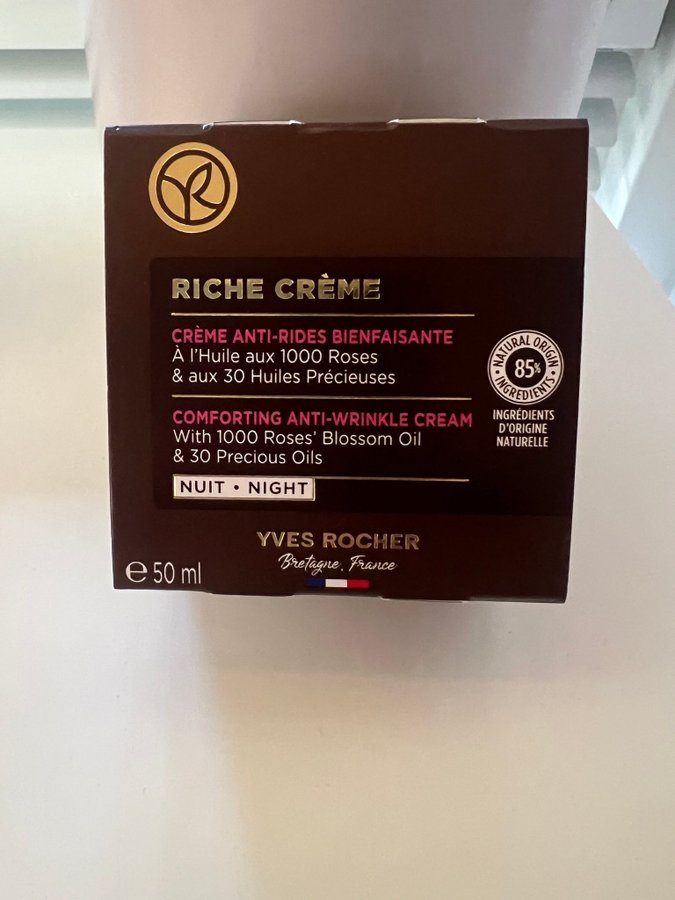 RICHE CRÈME
CRÈME ANTI-RIDES BIENFAISANTE
À l'Huile aux 1000 Roses
& aux 30 Huiles Précieuses
COMFORTING ANTI-WRINKLE CREAM
With 1000 Roses' Blossom Oil
& 30 Precious Oils
NUIT • NIGHT
• NATURAL ORIGIN •
INGREDIENTS
85%
INGRÉDIENTS
D'ORIGINE
NATURELLE
YVES ROCHER
Bretagne, France
℮ 50 ml